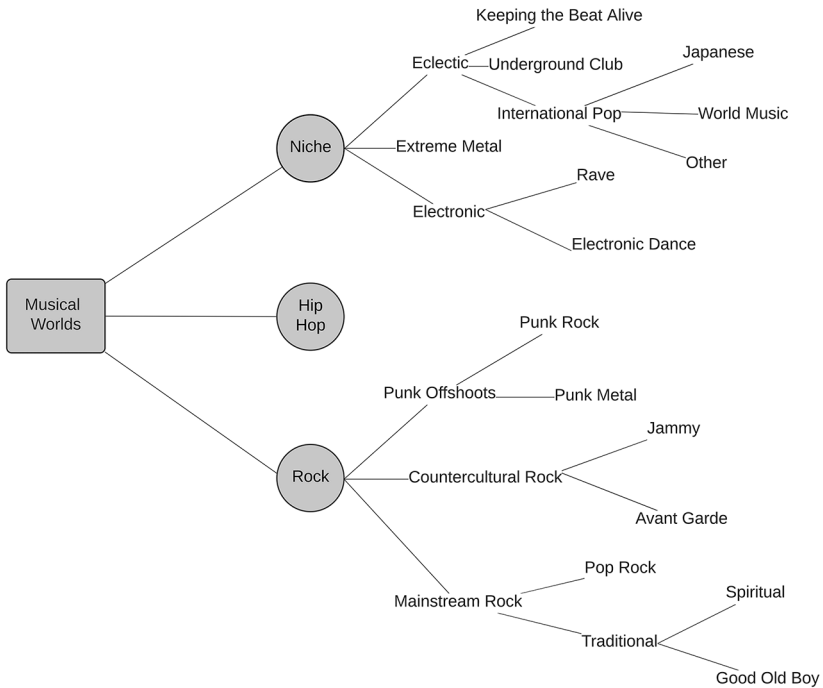 Keeping the Beat Alive
Eclectic
Underground Club
Japanese
International Pop
World Music
Niche
Extreme Metal
Other
Rave
Electronic
Electronic Dance
Musical
Worlds
Hip
Hop
Punk Rock
Punk Offshoots
Punk Metal
Jammy
Rock
Countercultural Rock
Avant Garde
Pop Rock
Mainstream Rock
Spiritual
Traditional
Good Old Boy